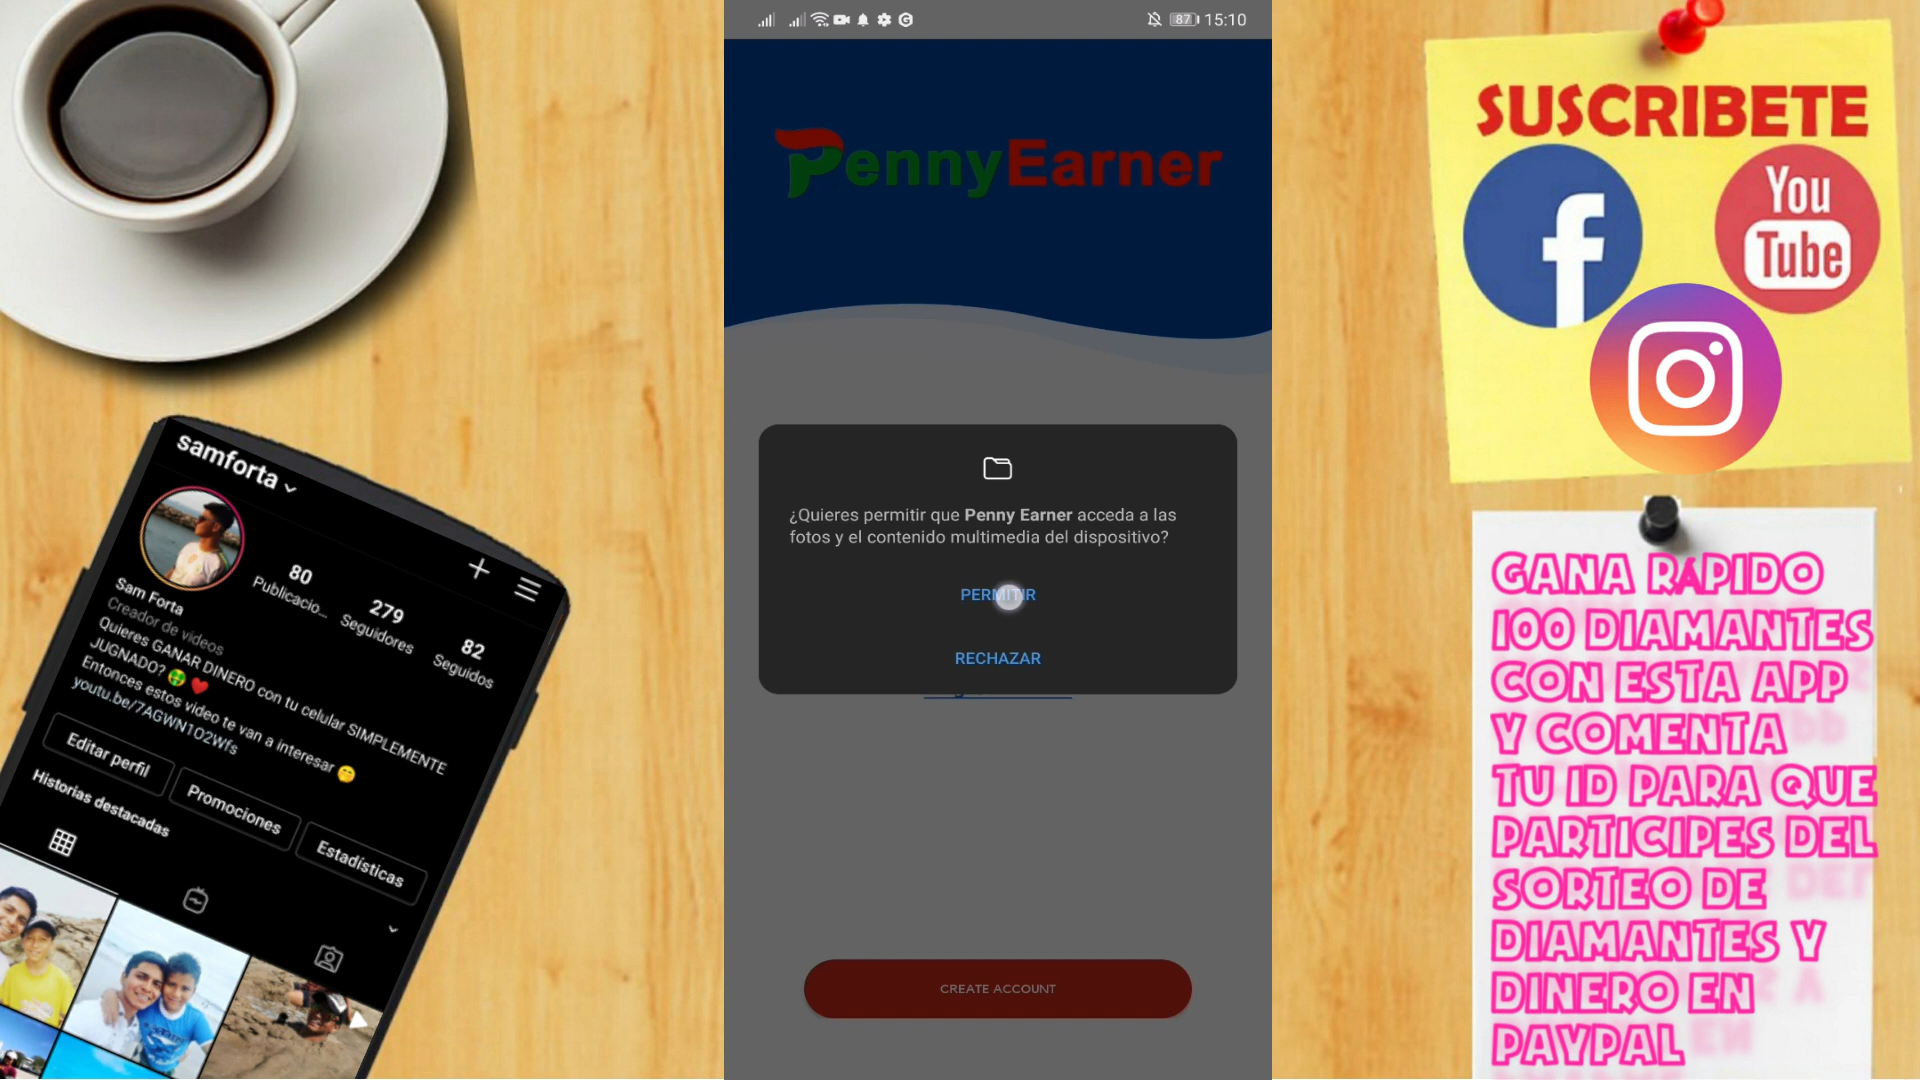 samforta
80
Publicacio...
279
Seguidores
82
Seguidos
Sam Forta
Creador de videos
Quieres GANAR DINERO con tu celular SIMPLEMENTE
JUGNADO? 🤑 ❤️
Entonces estos video te van a interesar 😁
youtu.be/7AGWN1O2Wfs
Editar perfil
Promociones
Estadísticas
Historias destacadas
87
15:10
PennyEarner
¿Quieres permitir que Penny Earner acceda a las
fotos y el contenido multimedia del dispositivo?
PERMITIR
RECHAZAR
CREATE ACCOUNT
SUSCRIBETE
You
Tube
GANA RÁPIDO
100 DIAMANTES
CON ESTA APP
Y COMENTA
TU ID PARA QUE
PARTICIPES DEL
SORTEO DE
DIAMANTES Y
DINERO EN
PAYPAL